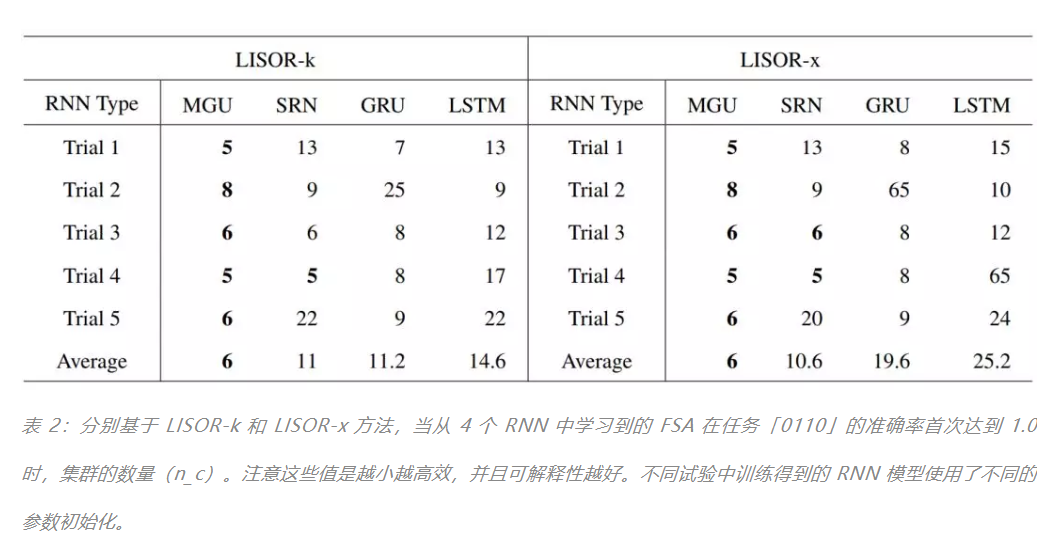 LISOR-k LISOR-x
RNN Type MGU SRN GRU LSTM RNN Type MGU SRN GRU LSTM
Trial 1 5 13 7 13 Trial 1 5 13 8 15
Trial 2 8 9 25 9 Trial 2 8 9 65 10
Trial 3 6 6 8 12 Trial 3 6 6 8 12
Trial 4 5 5 8 17 Trial 4 5 5 8 65
Trial 5 6 22 9 22 Trial 5 6 20 9 24
Average 6 11 11.2 14.6 Average 6 10.6 19.6 25.2
表 2：分别基于 LISOR-k 和 LISOR-x 方法，当从 4 个 RNN 中学习到的 FSA 在任务「0110」的准确率首次达到 1.0
时，集群的数量（n_c）。注意这些值是越小越高效，并且可解释性越好。不同试验中训练得到的 RNN 模型使用了不同的
参数初始化。